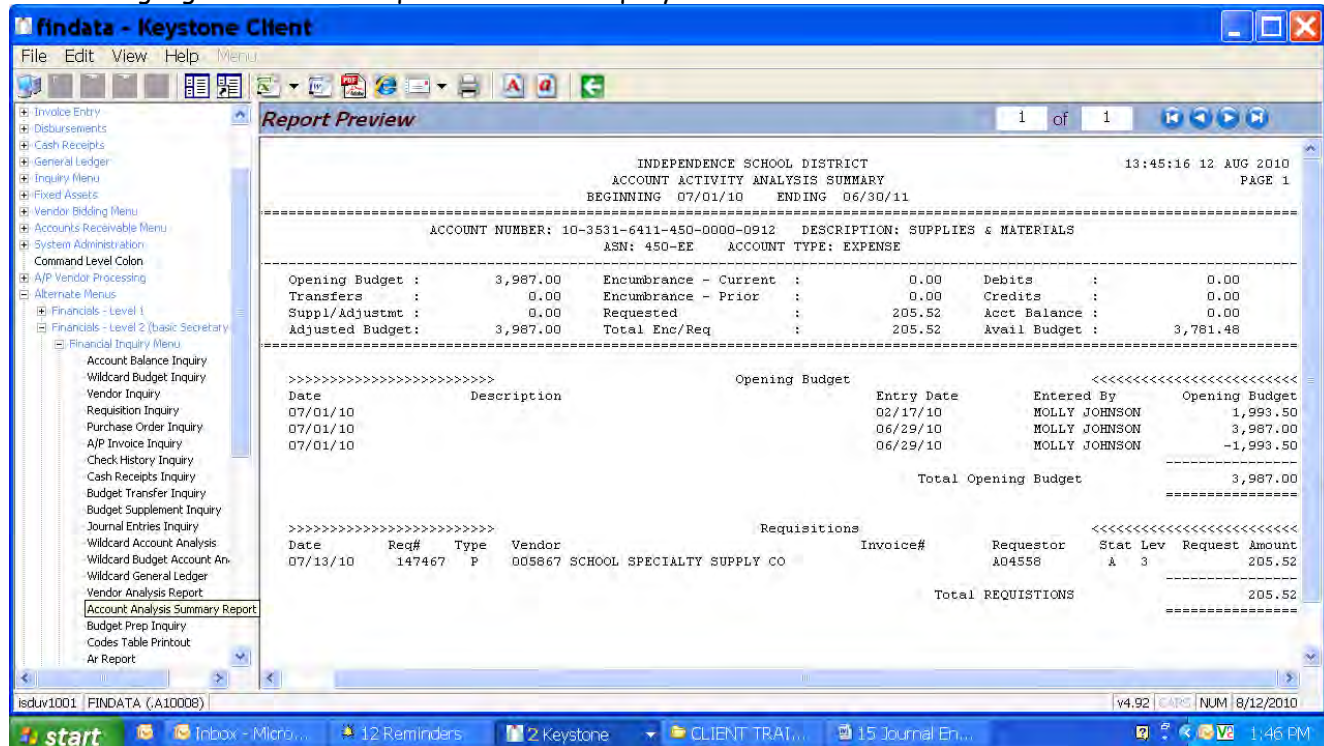 findata - Keystone Client
File Edit View Help Menu
Report Preview 1 of 1
Invoice Entry
Disbursements
Cash Receipts
General Ledger
Inquiry Menu
Fixed Assets
Vendor Bidding Menu
Accounts Receivable Menu
System Administration
Command Level Colon
A/P Vendor Processing
Alternate Menus
Financials - Level 1
Financials - Level 2 (basic Secretary
Financial Inquiry Menu
Account Balance Inquiry
Wildcard Budget Inquiry
Vendor Inquiry
Requisition Inquiry
Purchase Order Inquiry
A/P Invoice Inquiry
Check History Inquiry
Cash Receipts Inquiry
Budget Transfer Inquiry
Budget Supplement Inquiry
Journal Entries Inquiry
Wildcard Account Analysis
Wildcard Budget Account An
Wildcard General Ledger
Vendor Analysis Report
Account Analysis Summary Report
Budget Prep Inquiry
Codes Table Printout
Ar Report
INDEPENDENCE SCHOOL DISTRICT 13:45:16 12 AUG 2010
ACCOUNT ACTIVITY ANALYSIS SUMMARY PAGE 1
BEGINNING 07/01/10 ENDING 06/30/11
ACCOUNT NUMBER: 10-3531-6411-450-0000-0912 DESCRIPTION: SUPPLIES & MATERIALS
ASN: 450-EE ACCOUNT TYPE: EXPENSE
Opening Budget : 3,987.00 Encumbrance - Current : 0.00 Debits : 0.00
Transfers : 0.00 Encumbrance - Prior : 0.00 Credits : 0.00
Suppl/Adjustmt : 0.00 Requested : 205.52 Acct Balance : 0.00
Adjusted Budget: 3,987.00 Total Enc/Req : 205.52 Avail Budget : 3,781.48
>>>>>>>>>>>>>>>>>>>>>>>>> Opening Budget <<<<<<<<<<<<<<<<<<<<<<<<<
Date Description Entry Date Entered By Opening Budget
07/01/10 02/17/10 MOLLY JOHNSON 1,993.50
07/01/10 06/29/10 MOLLY JOHNSON 3,987.00
07/01/10 06/29/10 MOLLY JOHNSON -1,993.50
Total Opening Budget 3,987.00
>>>>>>>>>>>>>>>>>>>>>>>>> Requisitions <<<<<<<<<<<<<<<<<<<<<<<<<
Date Req# Type Vendor Invoice# Requestor Stat Lev Request Amount
07/13/10 147467 P 005867 SCHOOL SPECIALTY SUPPLY CO A04558 A 3 205.52
Total REQUISTIONS 205.52
isduv1001 FINDATA (.A10008) v4.92 CAPS NUM 8/12/2010
start Inbox - Micro... 12 Reminders 2 Keystone CLIENT TRAI... 15 Journal En... V2 1:46 PM